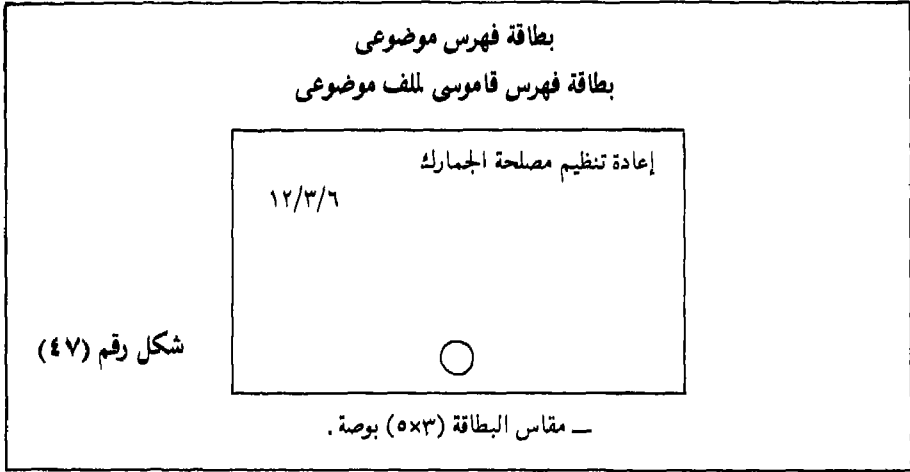 بطاقة فهرس موضوعى
بطاقة فهرس قاموسى لملف موضوعى
إعادة تنظيم مصلحة الجمارك
١٢/٣/٦
شكل رقم (٤٧)
ــ مقاس البطاقة (٣×٥) بوصة .